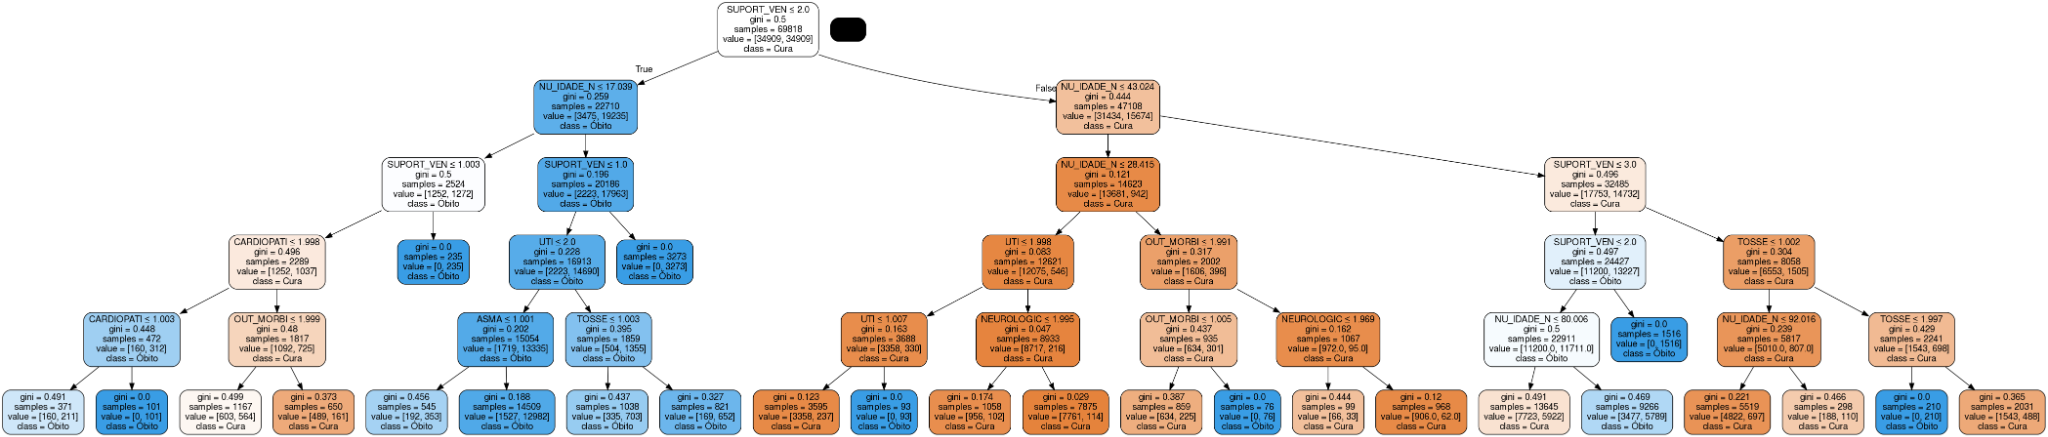 SUPORT_VEN ≤ 2.0
gini = 0.5
samples = 69818
value = [34909, 34909]
class = Cura
True
False
NU_IDADE_N ≤ 17.039
gini = 0.259
samples = 22710
value = [3475, 19235]
class = Óbito
NU_IDADE_N ≤ 43.024
gini = 0.444
samples = 47108
value = [31434, 15674]
class = Cura
SUPORT_VEN ≤ 1.003
gini = 0.5
samples = 2524
value = [1252, 1272]
class = Óbito
SUPORT_VEN ≤ 1.0
gini = 0.196
samples = 20186
value = [2223, 17963]
class = Óbito
NU_IDADE_N ≤ 28.415
gini = 0.121
samples = 14623
value = [13681, 942]
class = Cura
SUPORT_VEN ≤ 3.0
gini = 0.496
samples = 32485
value = [17753, 14732]
class = Cura
CARDIOPATI ≤ 1.998
gini = 0.496
samples = 2289
value = [1252, 1037]
class = Cura
gini = 0.0
samples = 235
value = [0, 235]
class = Óbito
UTI ≤ 2.0
gini = 0.228
samples = 16913
value = [2223, 14690]
class = Óbito
gini = 0.0
samples = 3273
value = [0, 3273]
class = Óbito
UTI ≤ 1.998
gini = 0.083
samples = 12621
value = [12075, 546]
class = Cura
OUT_MORBI ≤ 1.991
gini = 0.317
samples = 2002
value = [1606, 396]
class = Cura
SUPORT_VEN ≤ 2.0
gini = 0.497
samples = 24427
value = [11200, 13227]
class = Óbito
TOSSE ≤ 1.002
gini = 0.304
samples = 8058
value = [6553, 1505]
class = Cura
CARDIOPATI ≤ 1.003
gini = 0.448
samples = 472
value = [160, 312]
class = Óbito
OUT_MORBI ≤ 1.999
gini = 0.48
samples = 1817
value = [1092, 725]
class = Cura
ASMA ≤ 1.001
gini = 0.202
samples = 15054
value = [1719, 13335]
class = Óbito
TOSSE ≤ 1.003
gini = 0.395
samples = 1859
value = [504, 1355]
class = Óbito
UTI ≤ 1.007
gini = 0.163
samples = 3688
value = [3358, 330]
class = Cura
NEUROLOGIC ≤ 1.995
gini = 0.047
samples = 8933
value = [8717, 216]
class = Cura
OUT_MORBI ≤ 1.005
gini = 0.437
samples = 935
value = [634, 301]
class = Cura
NEUROLOGIC ≤ 1.969
gini = 0.162
samples = 1067
value = [972.0, 95.0]
class = Cura
NU_IDADE_N ≤ 80.006
gini = 0.5
samples = 22911
value = [11200.0, 11711.0]
class = Óbito
gini = 0.0
samples = 1516
value = [0, 1516]
class = Óbito
NU_IDADE_N ≤ 92.016
gini = 0.239
samples = 5817
value = [5010.0, 807.0]
class = Cura
TOSSE ≤ 1.997
gini = 0.429
samples = 2241
value = [1543, 698]
class = Cura
gini = 0.491
samples = 371
value = [160, 211]
class = Óbito
gini = 0.0
samples = 101
value = [0, 101]
class = Óbito
gini = 0.499
samples = 1167
value = [603, 564]
class = Cura
gini = 0.373
samples = 650
value = [489, 161]
class = Cura
gini = 0.456
samples = 545
value = [192, 353]
class = Óbito
gini = 0.188
samples = 14509
value = [1527, 12982]
class = Óbito
gini = 0.437
samples = 1038
value = [335, 703]
class = Óbito
gini = 0.327
samples = 821
value = [169, 652]
class = Óbito
gini = 0.123
samples = 3595
value = [3358, 237]
class = Cura
gini = 0.0
samples = 93
value = [0, 93]
class = Óbito
gini = 0.174
samples = 1058
value = [956, 102]
class = Cura
gini = 0.029
samples = 7875
value = [7761, 114]
class = Cura
gini = 0.387
samples = 859
value = [634, 225]
class = Cura
gini = 0.0
samples = 76
value = [0, 76]
class = Óbito
gini = 0.444
samples = 99
value = [66, 33]
class = Cura
gini = 0.12
samples = 968
value = [906.0, 62.0]
class = Cura
gini = 0.491
samples = 13645
value = [7723, 5922]
class = Cura
gini = 0.469
samples = 9266
value = [3477, 5789]
class = Óbito
gini = 0.221
samples = 5519
value = [4822, 697]
class = Cura
gini = 0.466
samples = 298
value = [188, 110]
class = Cura
gini = 0.0
samples = 210
value = [0, 210]
class = Óbito
gini = 0.365
samples = 2031
value = [1543, 488]
class = Cura